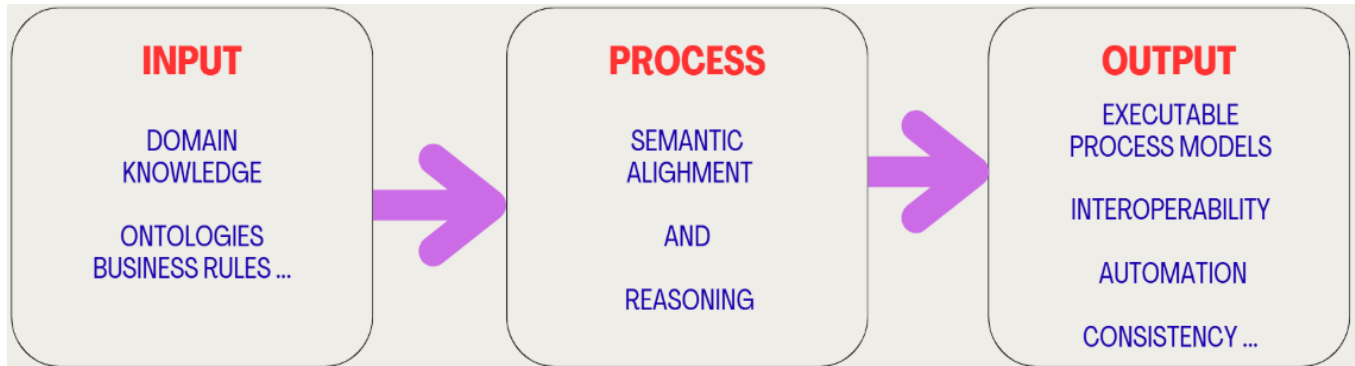 INPUT
DOMAIN
KNOWLEDGE
ONTOLOGIES
BUSINESS RULES ...
PROCESS
SEMANTIC
ALIGHMENT
AND
REASONING
OUTPUT
EXECUTABLE
PROCESS MODELS
INTEROPERABILITY
AUTOMATION
CONSISTENCY ...